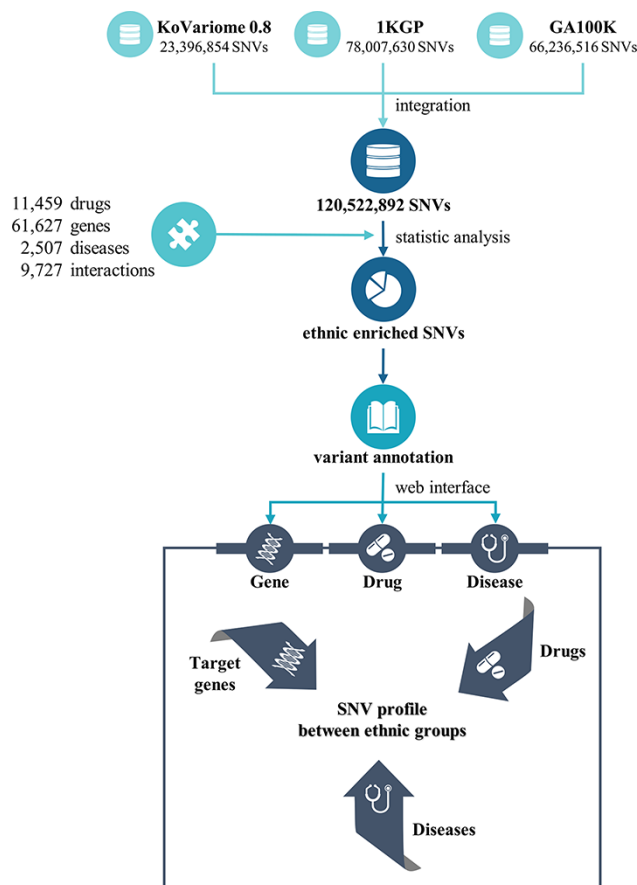 KoVariome 0.8
23,396,854 SNVs
1KGP
78,007,630 SNVs
GA100K
66,236,516 SNVs
integration
120,522,892 SNVs
11,459 drugs
61,627 genes
2,507 diseases
9,727 interactions
statistic analysis
ethnic enriched SNVs
variant annotation
web interface
Gene
Drug
Disease
Target
genes
Drugs
SNV profile
between ethnic groups
Diseases